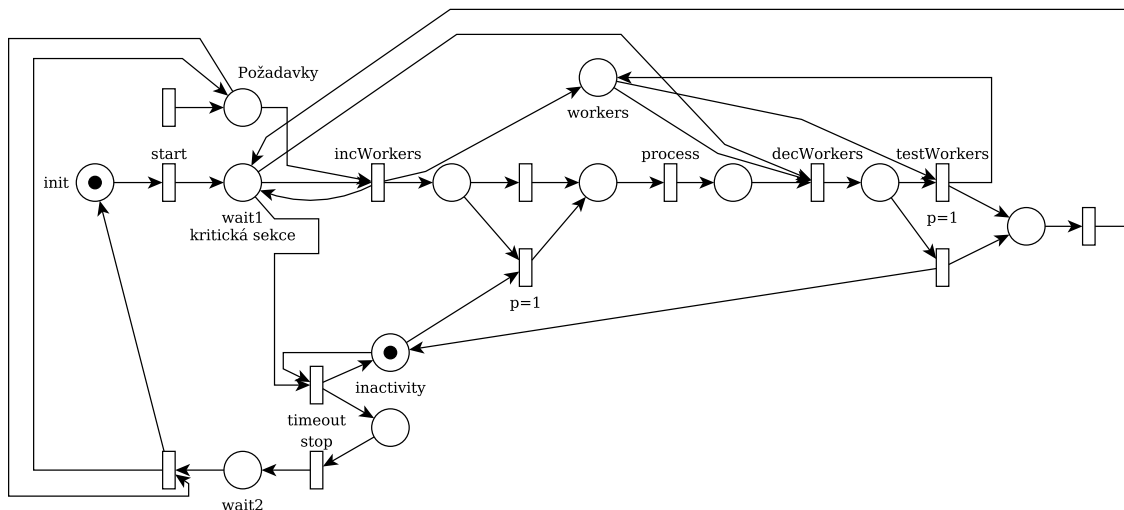 Požadavky
workers
start
incWorkers
process
decWorkers
testWorkers
init
wait1
kritická sekce
p=1
p=1
inactivity
timeout
stop
wait2